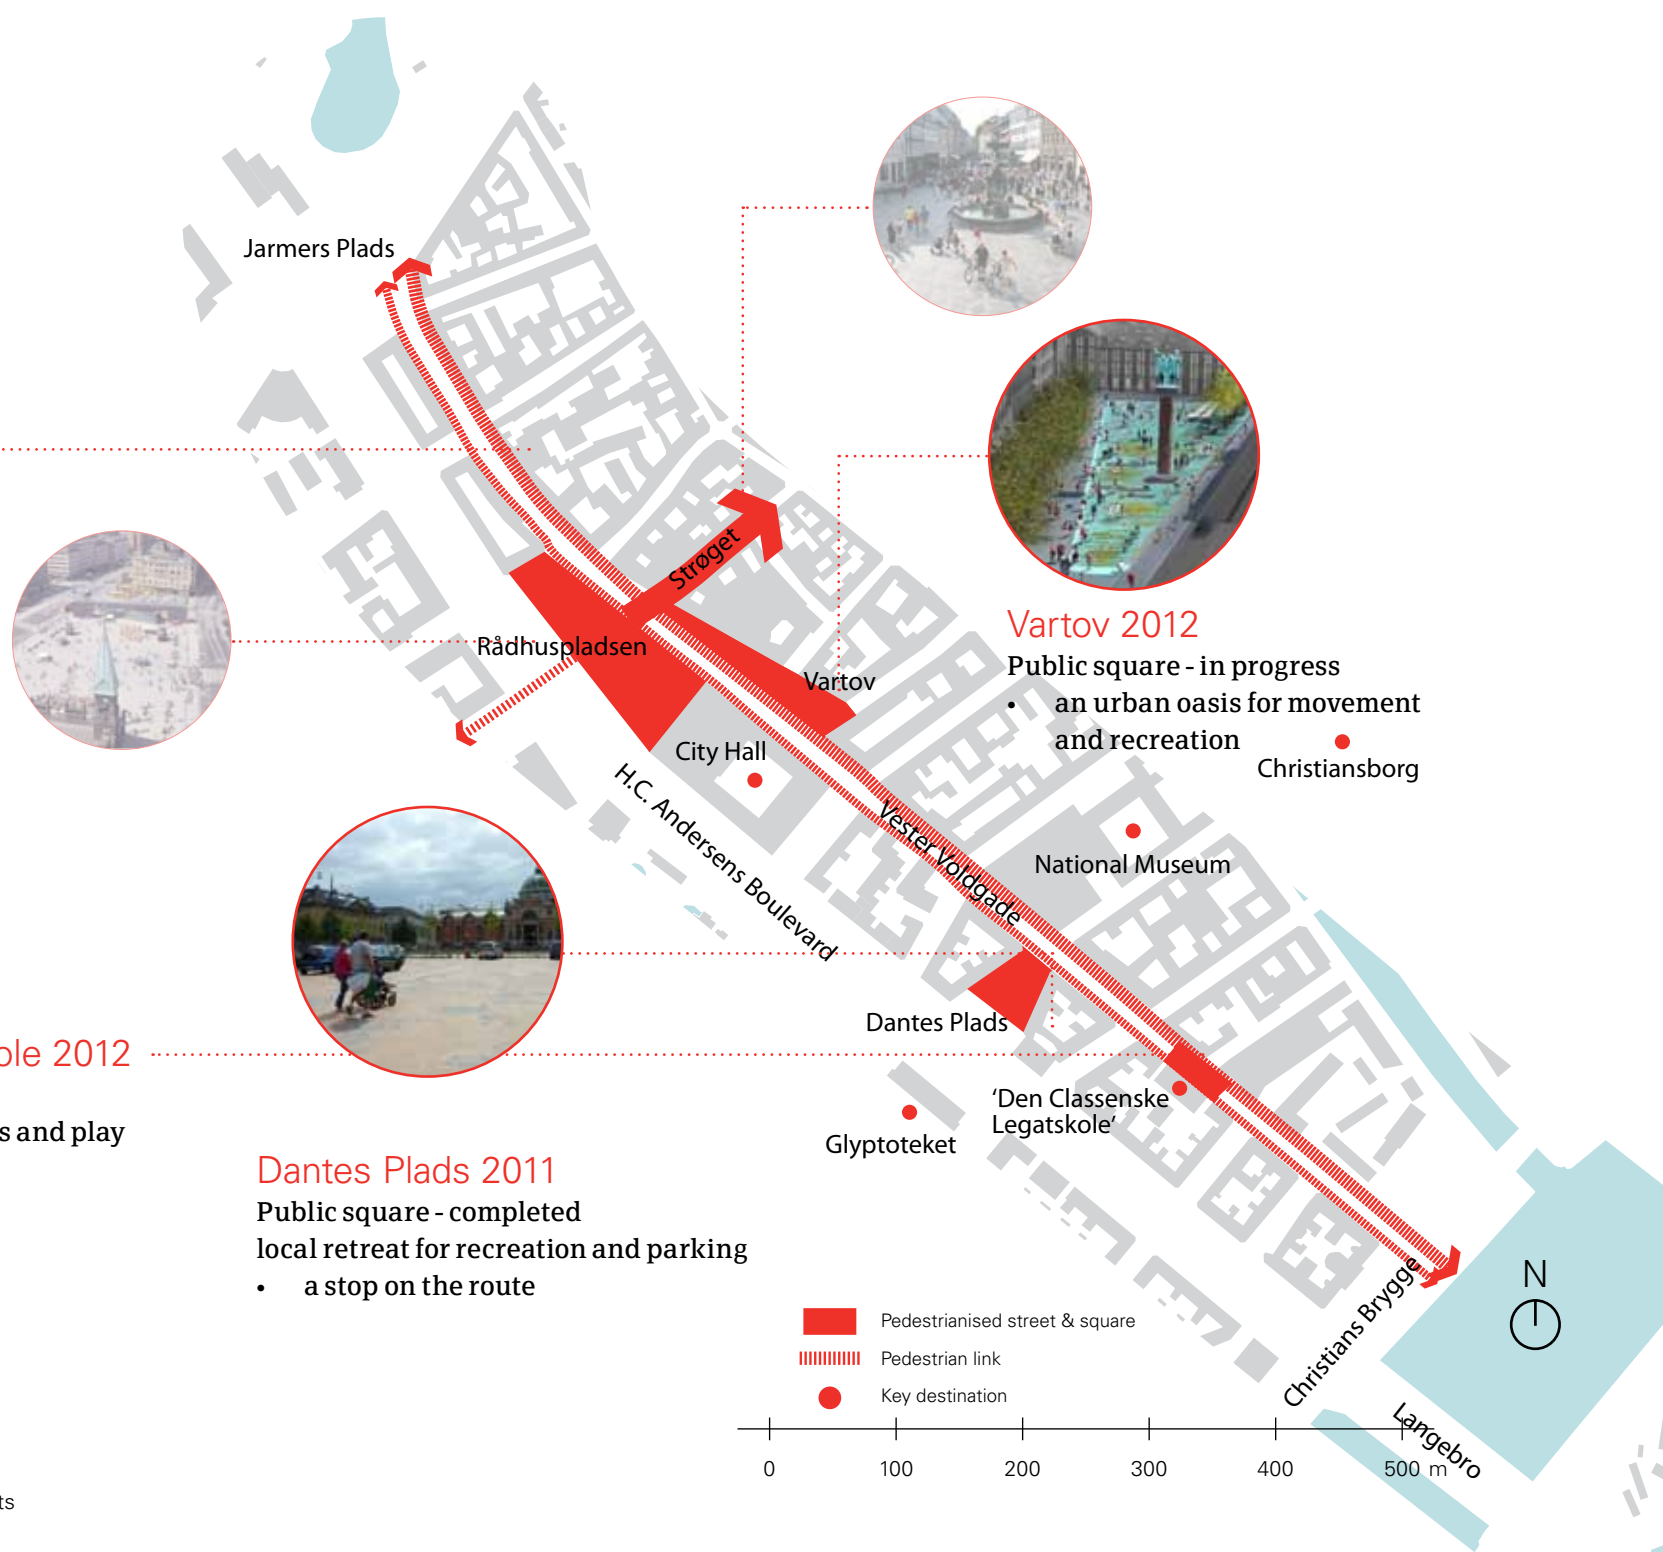 Jarmers Plads
Strøget
Rådhuspladsen
Vartov
Vartov 2012
Public square - in progress
• an urban oasis for movement
and recreation
Christiansborg
City Hall
H.C. Andersens Boulevard
Vester Voldgade
National Museum
Dantes Plads
ole 2012
'Den Classenske
Legatskole'
s and play
Glyptoteket
Dantes Plads 2011
Public square - completed
local retreat for recreation and parking
• a stop on the route
N
Christians Brygge
Pedestrianised street & square
Pedestrian link
Key destination
Langebro
0 100 200 300 400 500 m
ts